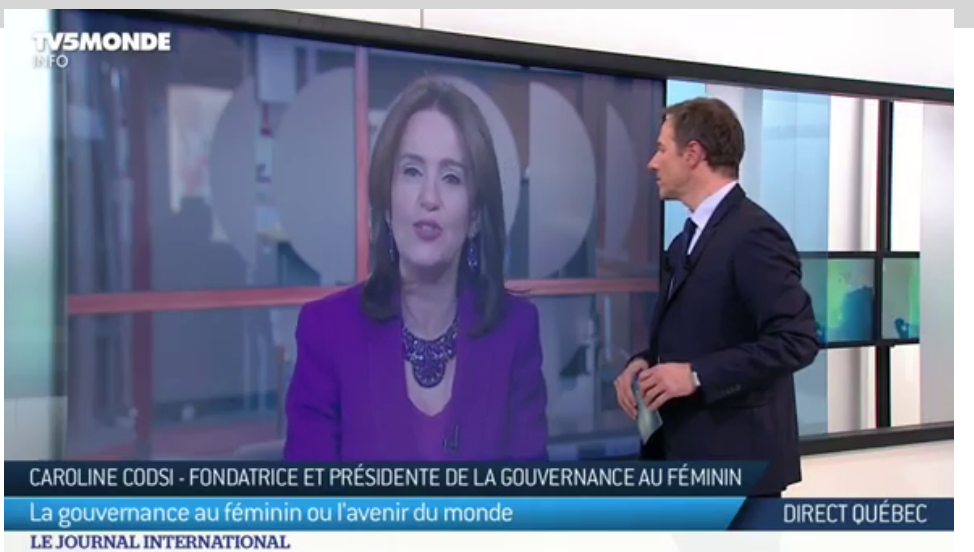 TV5MONDE
INFO
CAROLINE CODSI - FONDATRICE ET PRÉSIDENTE DE LA GOUVERNANCE AU FÉMININ
La gouvernance au féminin ou l'avenir du monde
DIRECT QUÉBEC
LE JOURNAL INTERNATIONAL